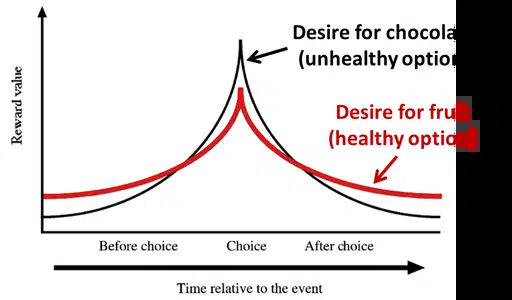 Desire for chocola
(unhealthy option
Desire for fru
(healthy optio
Reward value
Before choice
Choice
After choice
Time relative to the event